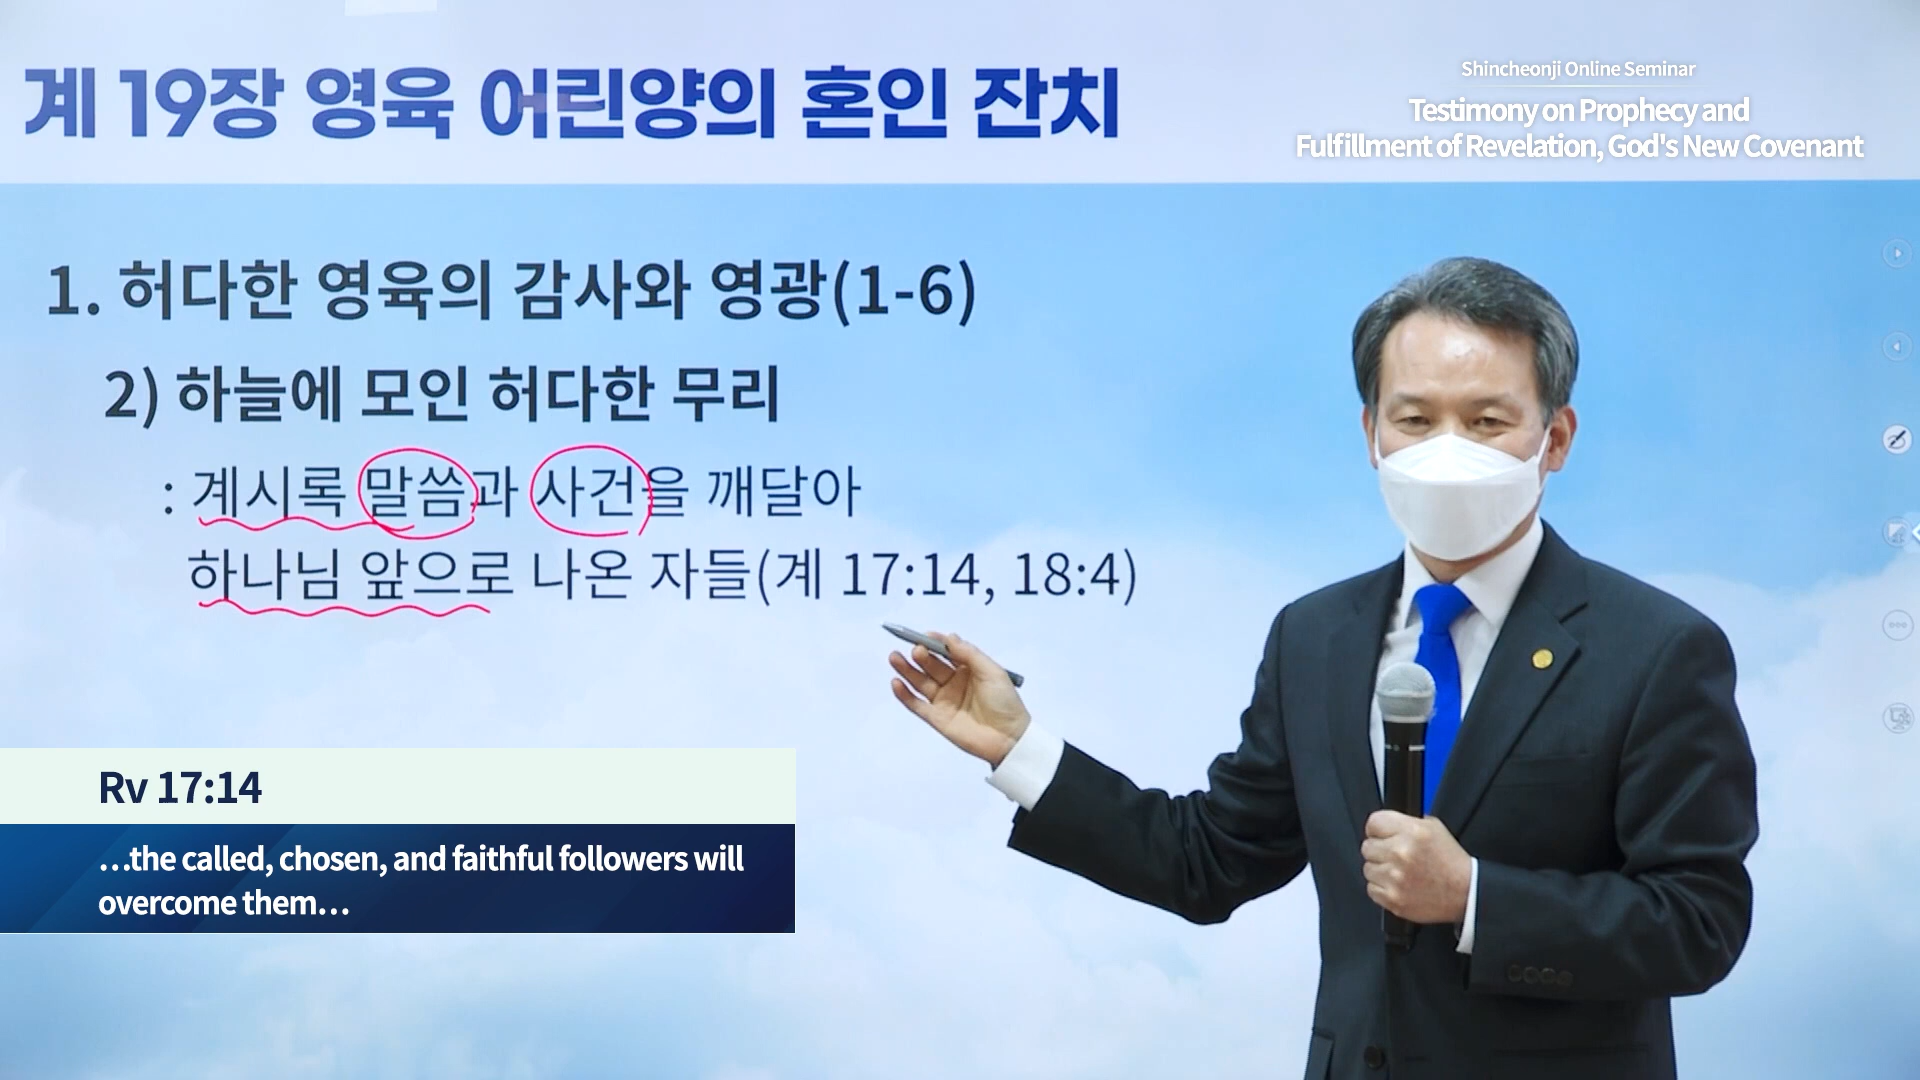 계 19장 영육 어린양의 혼인 잔치
Shincheonji Online Seminar
Testimony on Prophecy and
Fulfillment of Revelation, God's New Covenant
1. 허다한 영육의 감사와 영광(1-6)
2) 하늘에 모인 허다한 무리
: 계시록 말씀과 사건을 깨달아
하나님 앞으로 나온 자들(계 17:14, 18:4)
Rv 17:14
...the called, chosen, and faithful followers will
overcome them...